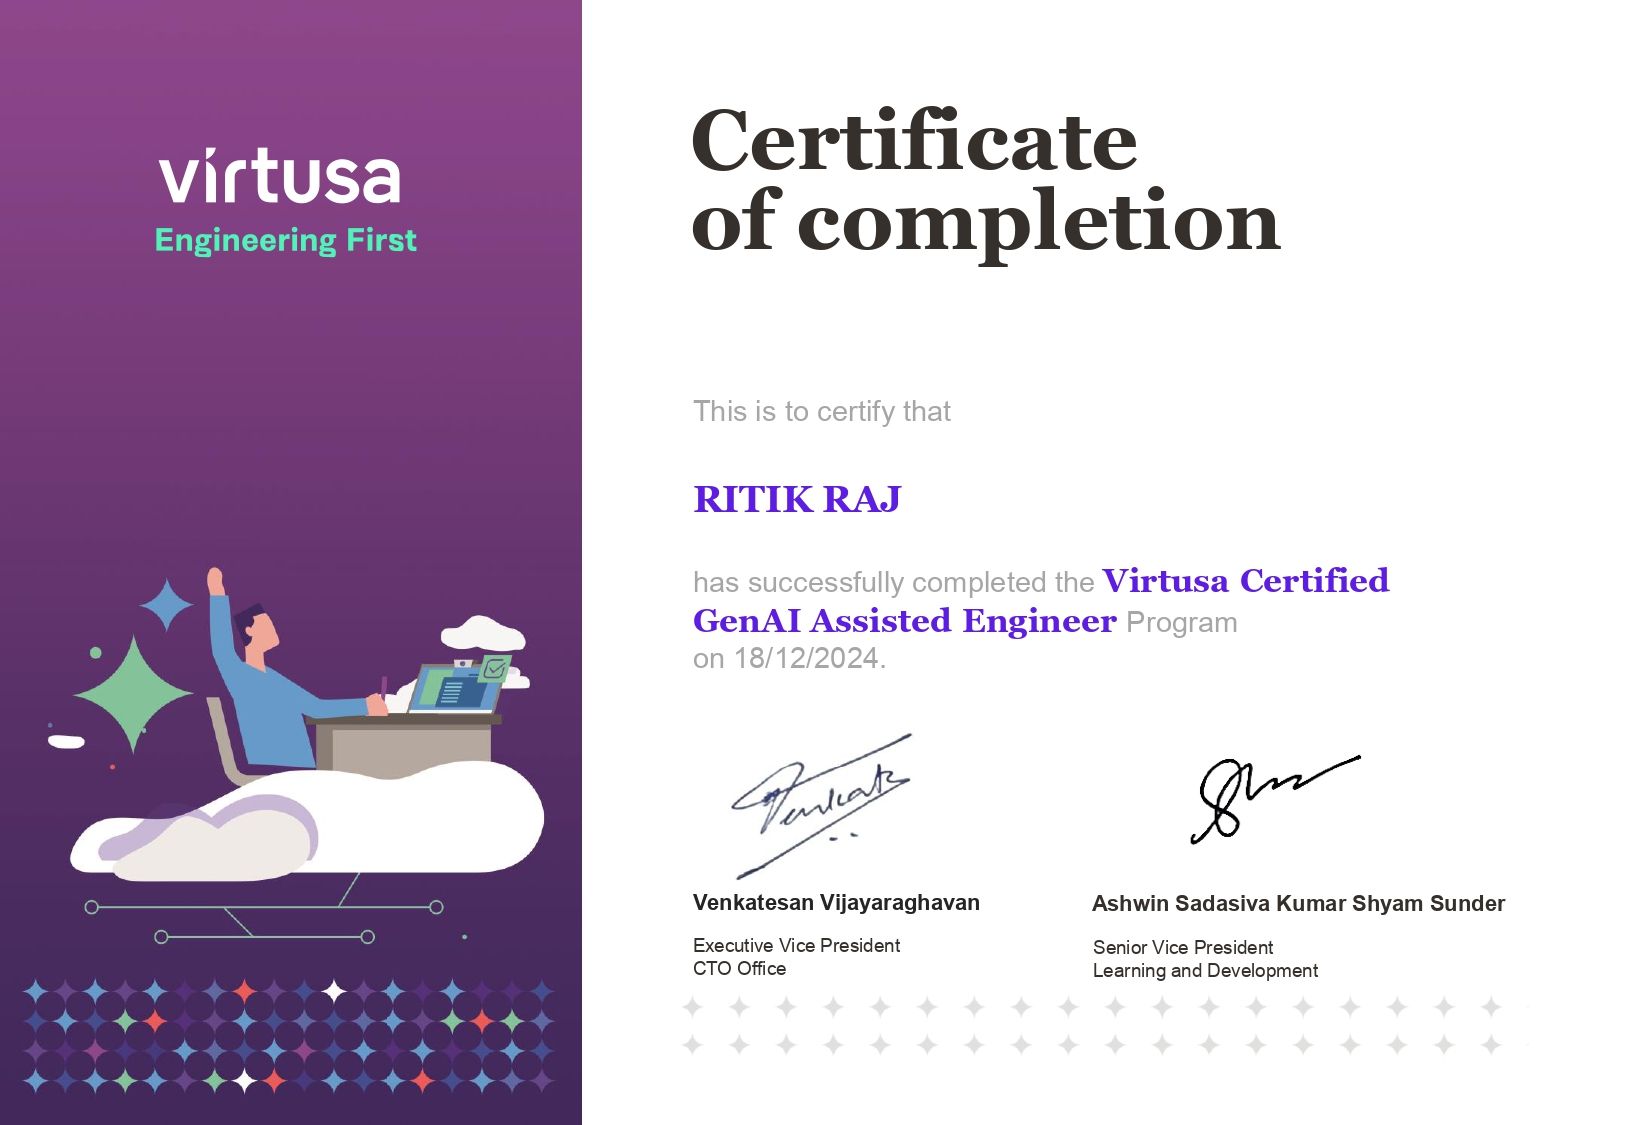 virtusa
Engineering First
Certificate
of completion
This is to certify that
RITIK RAJ
has successfully completed the Virtusa Certified
GenAI Assisted Engineer Program
on 18/12/2024.
Venkat
Venkatesan Vijayaraghavan
Executive Vice President
CTO Office
Ashwin Sadasiva Kumar Shyam Sunder
Senior Vice President
Learning and Development